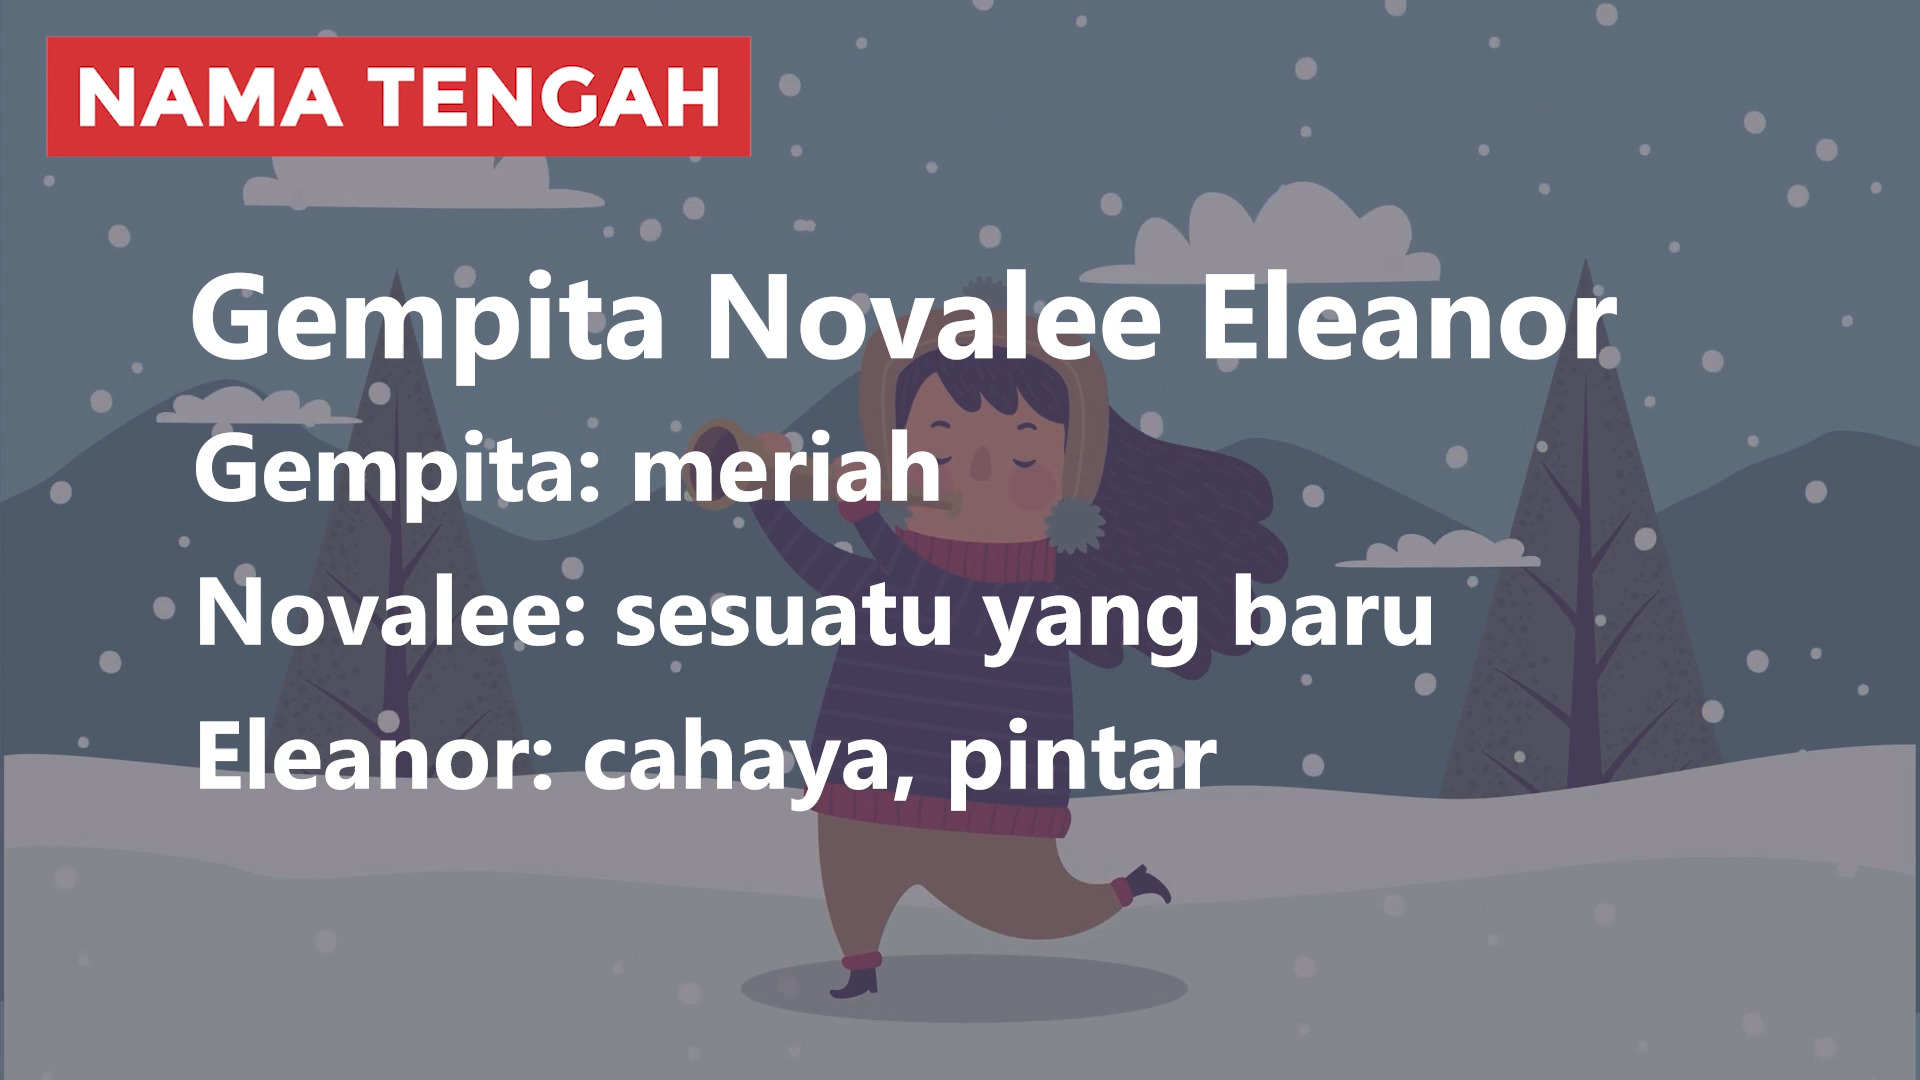 NAMA TENGAH
Gempita Novalee Eleanor
Gempita: meriah
Novalee: sesuatu yang baru
Eleanor: cahaya, pintar